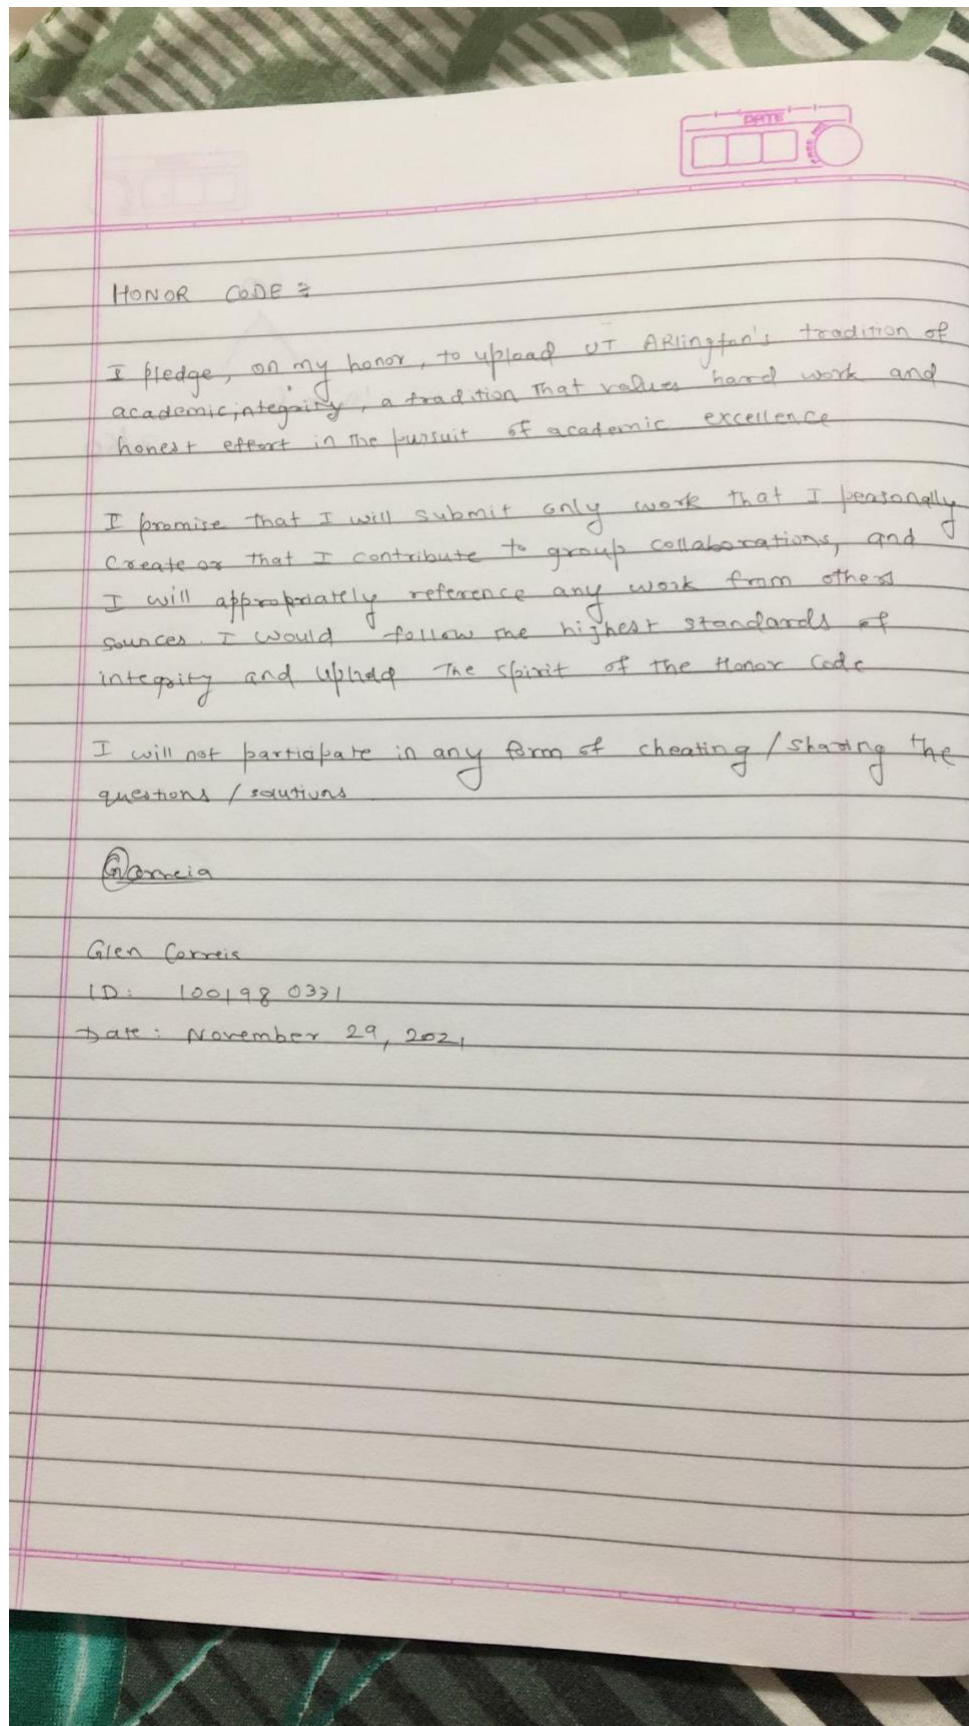 DATE
HONOR CODE :
I pledge, on my honor, to upload UT ARlington's tradition of
academic integrity, a tradition that values hard work and
honest effort in the pursuit of academic excellence
I promise that I will submit only work that I personally
create or that I contribute to group collaborations, and
I will appropriately reference any work from others
sources. I would follow the highest standards of
integrity and uphad the spirit of the Honor Code
I will not participate in any form of cheating / sharing the
questions / solutions
GCorreia
Glen Correia
ID: 1001980331
Date: November 29, 2021